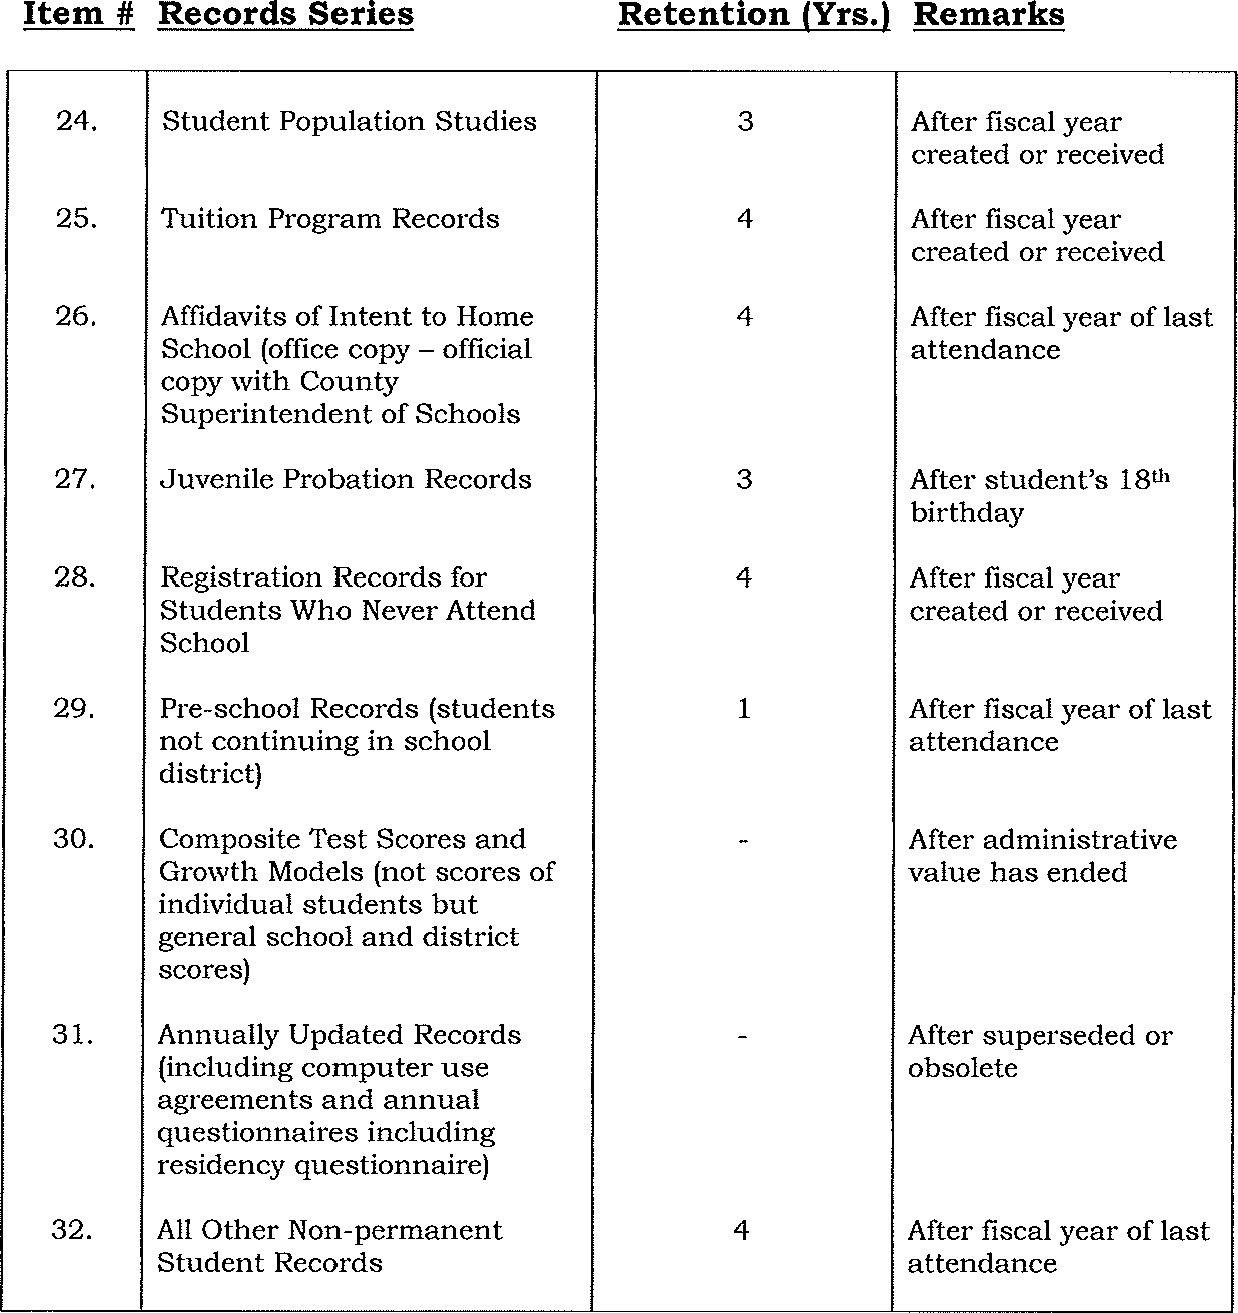 Item # Records Series Retention (Yrs.) Remarks
24. Student Population Studies 3 After fiscal year
created or received
25. Tuition Program Records 4 After fiscal year
created or received
26. Affidavits of Intent to Home 4 After fiscal year of last
School (office copy – official attendance
copy with County
Superintendent of Schools
27. Juvenile Probation Records 3 After student's 18th
birthday
28. Registration Records for 4 After fiscal year
Students Who Never Attend created or received
School
29. Pre-school Records (students 1 After fiscal year of last
not continuing in school attendance
district)
30. Composite Test Scores and - After administrative
Growth Models (not scores of value has ended
individual students but
general school and district
scores)
31. Annually Updated Records - After superseded or
(including computer use obsolete
agreements and annual
questionnaires including
residency questionnaire)
32. All Other Non-permanent 4 After fiscal year of last
Student Records attendance